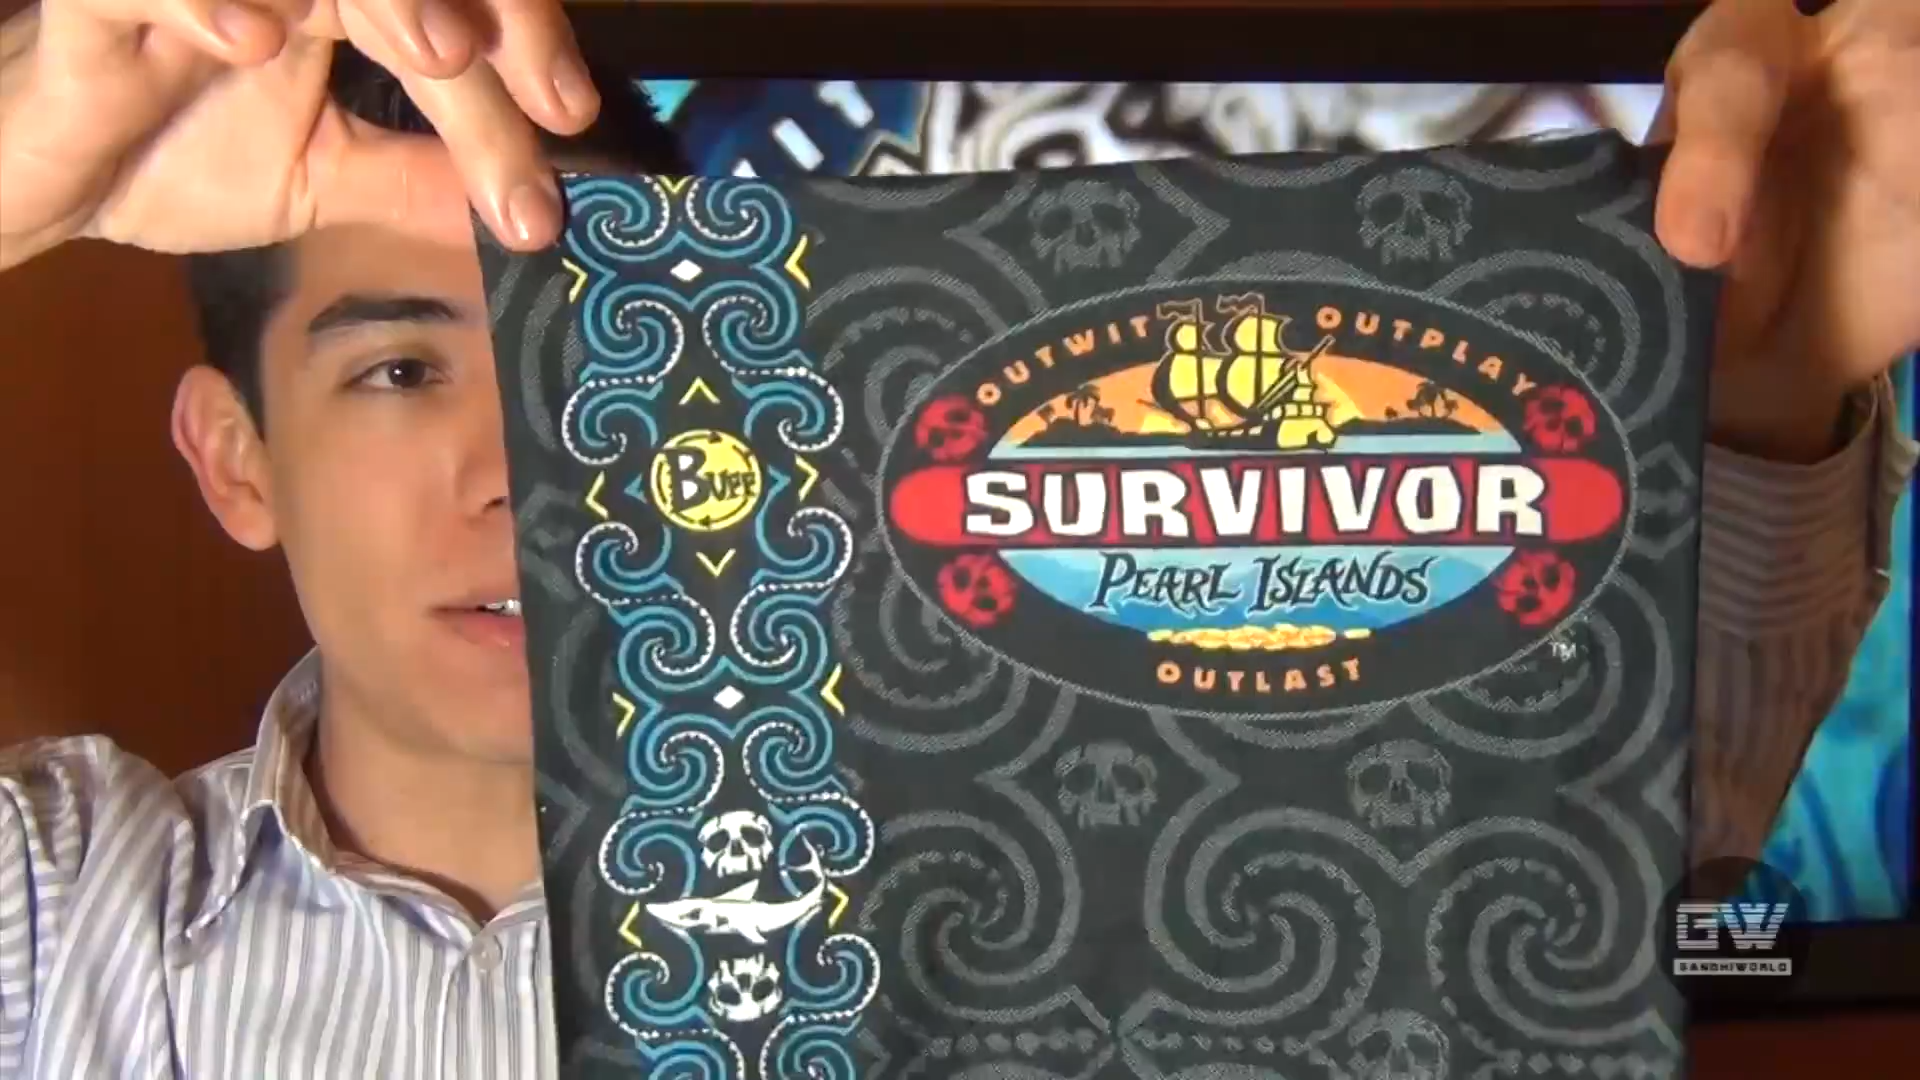 OUTWIT OUTPLAY
BUFF
SURVIVOR
PEARL ISLANDS
TM
OUTLAST
GW
GANDHIWORLD